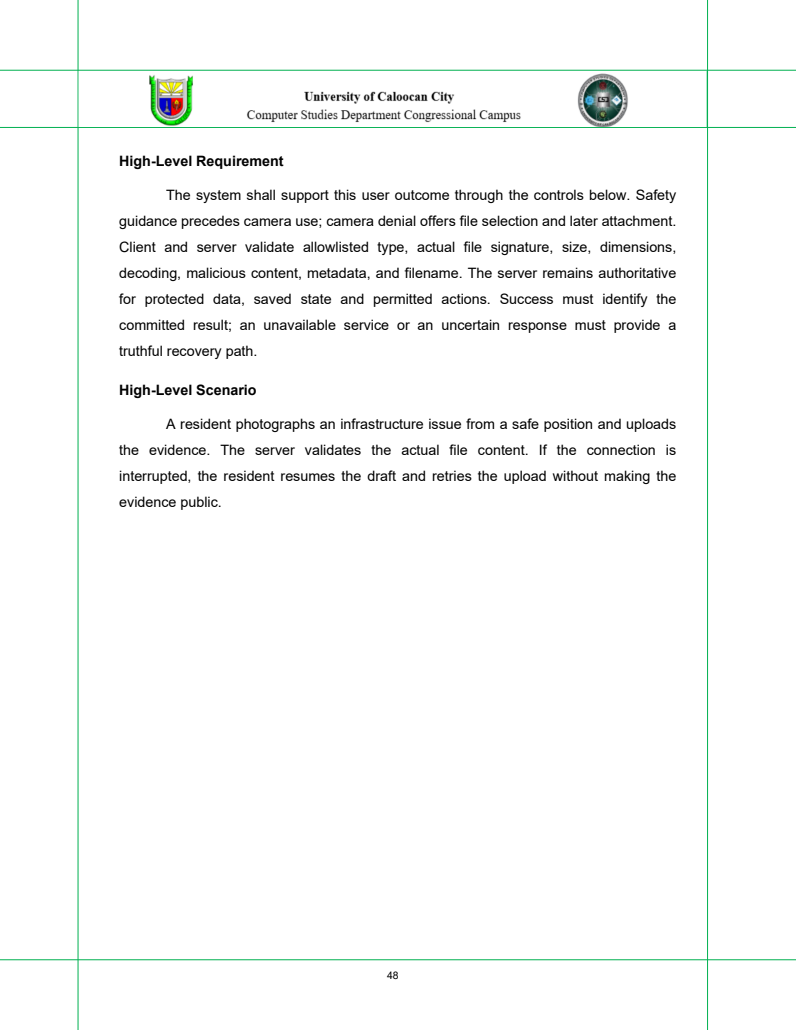 University of Caloocan City
Computer Studies Department Congressional Campus
High-Level Requirement
The system shall support this user outcome through the controls below. Safety
guidance precedes camera use; camera denial offers file selection and later attachment.
Client and server validate allowlisted type, actual file signature, size, dimensions,
decoding, malicious content, metadata, and filename. The server remains authoritative
for protected data, saved state and permitted actions. Success must identify the
committed result; an unavailable service or an uncertain response must provide a
truthful recovery path.
High-Level Scenario
A resident photographs an infrastructure issue from a safe position and uploads
the evidence. The server validates the actual file content. If the connection is
interrupted, the resident resumes the draft and retries the upload without making the
evidence public.
48